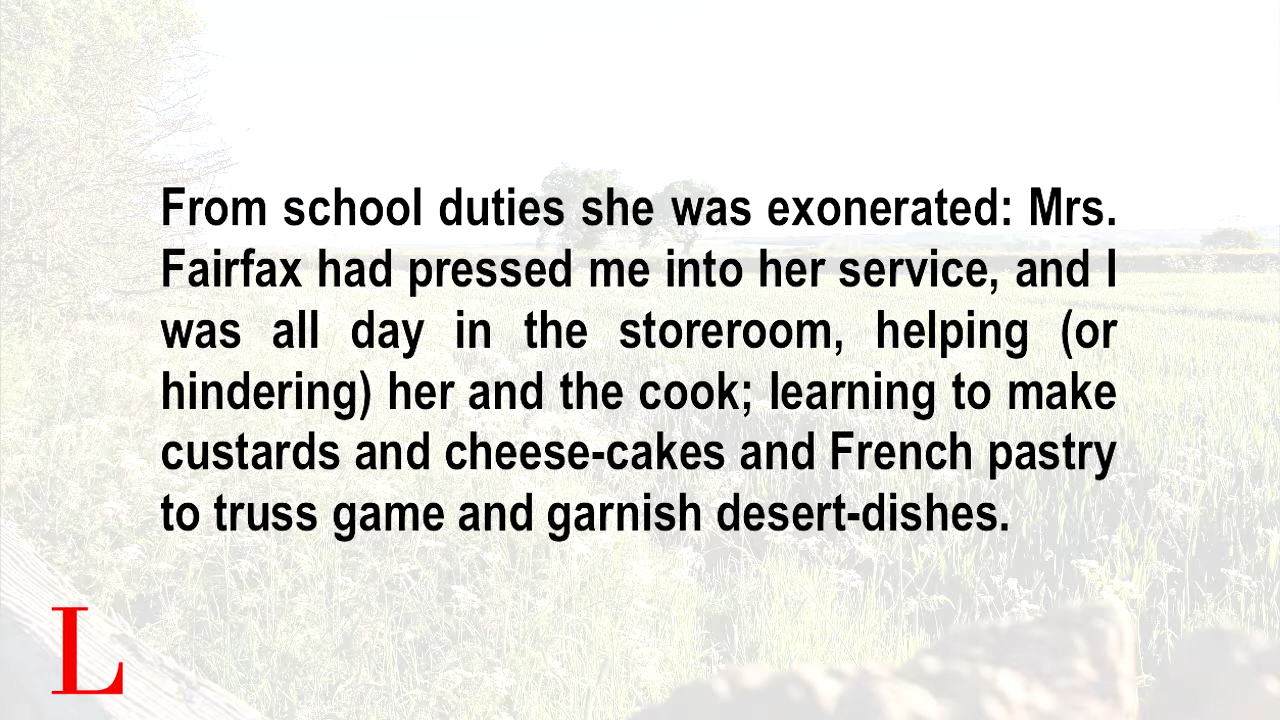 From school duties she was exonerated: Mrs.
Fairfax had pressed me into her service, and I
was all day in the storeroom, helping (or
hindering) her and the cook; learning to make
custards and cheese-cakes and French pastry
to truss game and garnish desert-dishes.
L